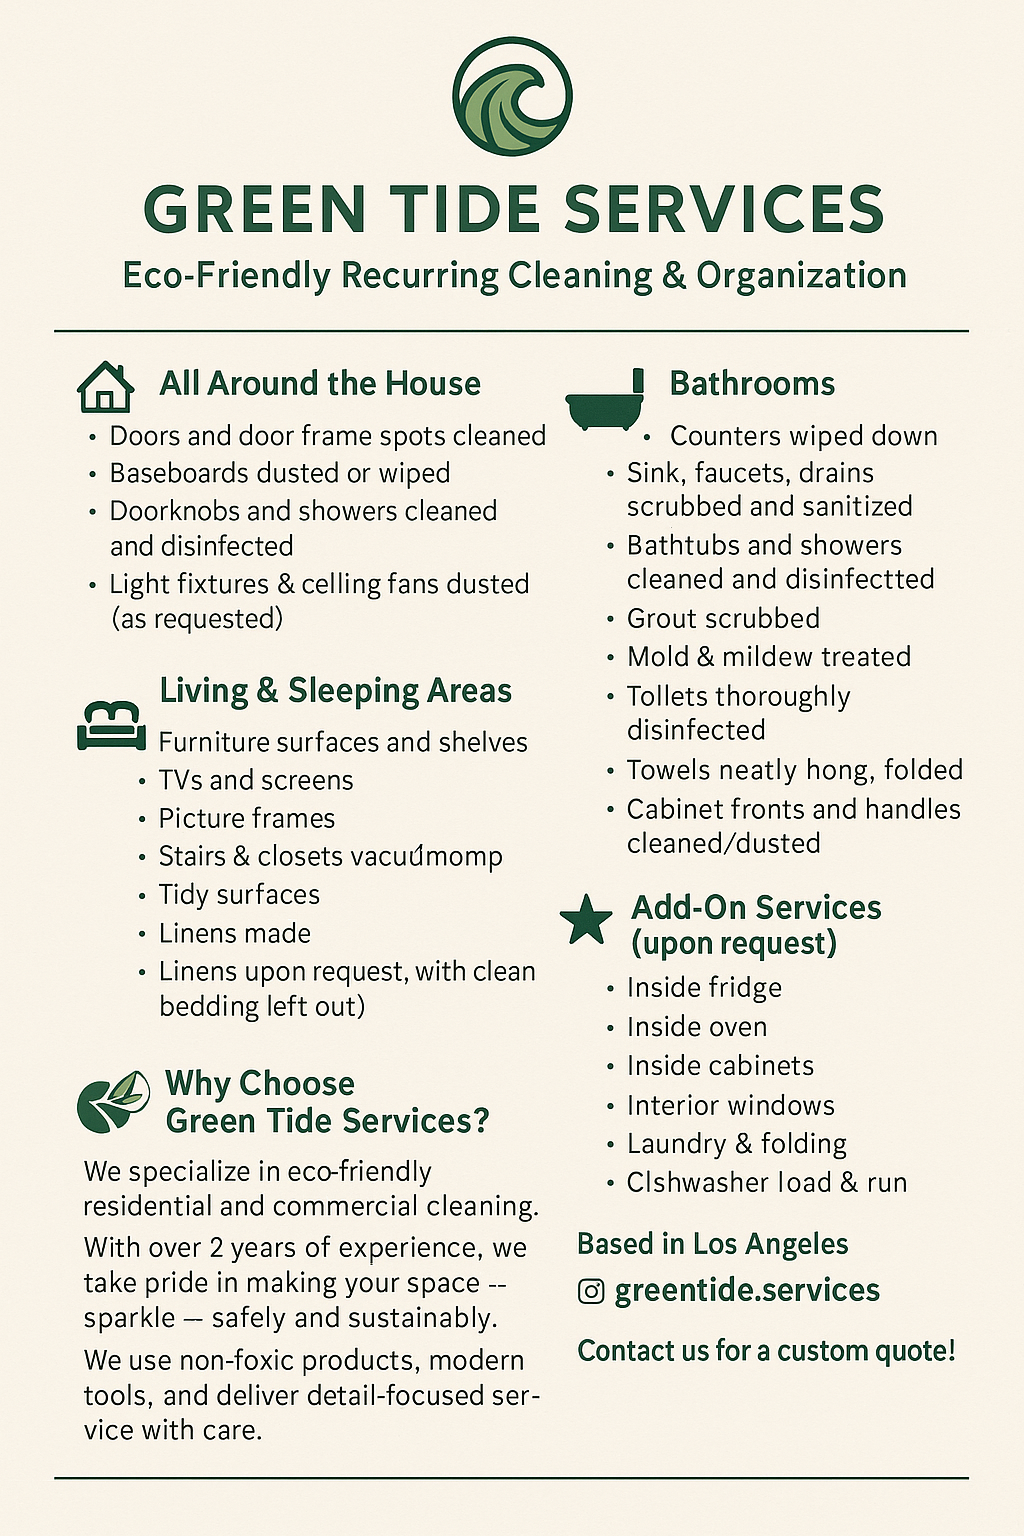 GREEN TIDE SERVICES
Eco-Friendly Recurring Cleaning & Organization
All Around the House
• Doors and door frame spots cleaned
• Baseboards dusted or wiped
• Doorknobs and showers cleaned
and disinfected
• Light fixtures & celling fans dusted
(as requested)
Living & Sleeping Areas
Furniture surfaces and shelves
• TVs and screens
• Picture frames
• Stairs & closets
• Tidy surfaces
• Linens made
• Linens upon request, with clean
bedding left out)
Why Choose
Green Tide Services?
We specialize in eco-friendly
residential and commercial cleaning.
With over 2 years of experience, we
take pride in making your space --
sparkle — safely and sustainably.
We use non-foxic products, modern
tools, and deliver detail-focused ser-
vice with care.
Bathrooms
• Counters wiped down
• Sink, faucets, drains
scrubbed and sanitized
• Bathtubs and showers
cleaned and disinfectted
• Grout scrubbed
• Mold & mildew treated
• Tollets thoroughly
disinfected
• Towels neatly hong, folded
• Cabinet fronts and handles
cleaned/dusted
Add-On Services
(upon request)
• Inside fridge
• Inside oven
• Inside cabinets
• Interior windows
• Laundry & folding
• Clshwasher load & run
Based in Los Angeles
greentide.services
Contact us for a custom quote!